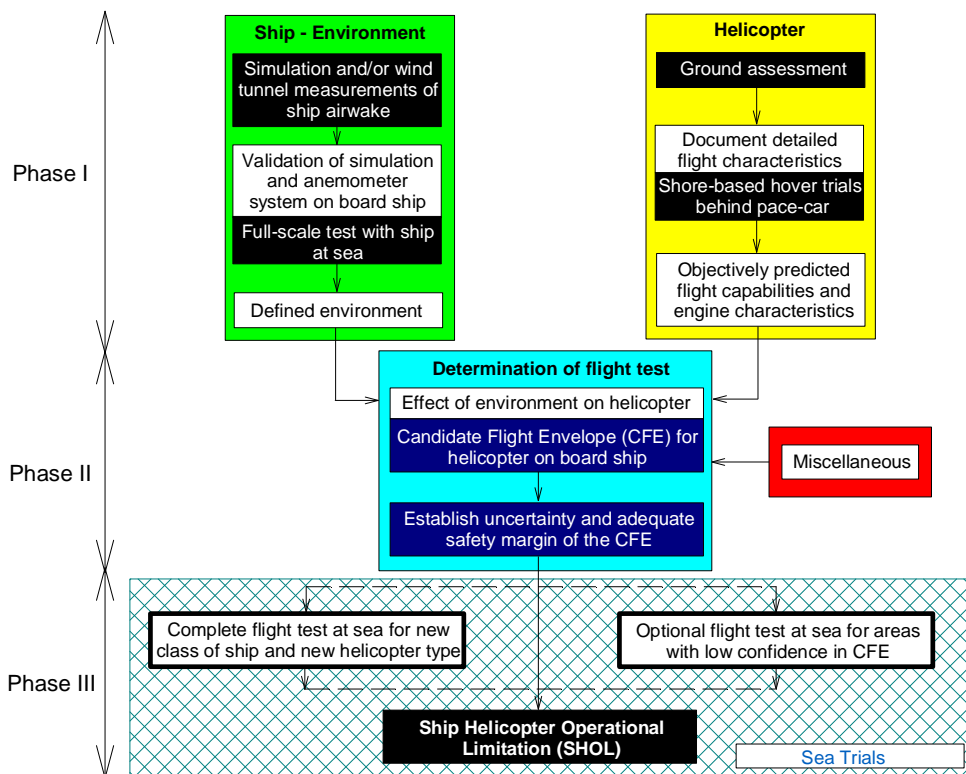 Phase I
Ship - Environment
Simulation and/or wind
tunnel measurements of
ship airwake
Validation of simulation
and anemometer
system on board ship
Full-scale test with ship
at sea
Defined environment
Helicopter
Ground assessment
Document detailed
flight characteristics
Shore-based hover trials
behind pace-car
Objectively predicted
flight capabilities and
engine characteristics
Phase II
Determination of flight test
Effect of environment on helicopter
Candidate Flight Envelope (CFE) for
helicopter on board ship
Establish uncertainty and adequate
safety margin of the CFE
Miscellaneous
Phase III
Complete flight test at sea for new
class of ship and new helicopter type
Optional flight test at sea for areas
with low confidence in CFE
Ship Helicopter Operational
Limitation (SHOL)
Sea Trials